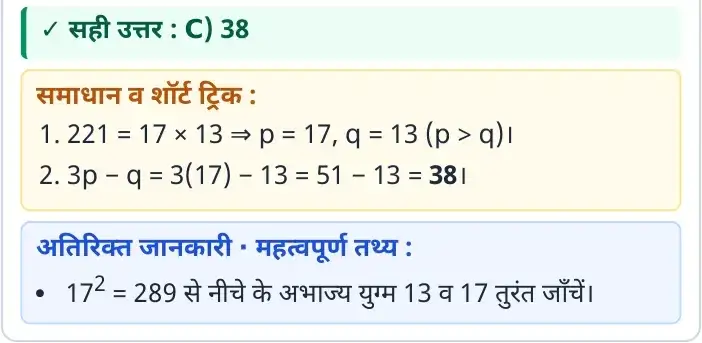 ✓ सही उत्तर : C) 38
समाधान व शॉर्ट ट्रिक :
1. 221 = 17 × 13 ⇒ p = 17, q = 13 (p > q)।
2. 3p − q = 3(17) − 13 = 51 − 13 = 38।
अतिरिक्त जानकारी · महत्वपूर्ण तथ्य :
• 17² = 289 से नीचे के अभाज्य युग्म 13 व 17 तुरंत जाँचें।